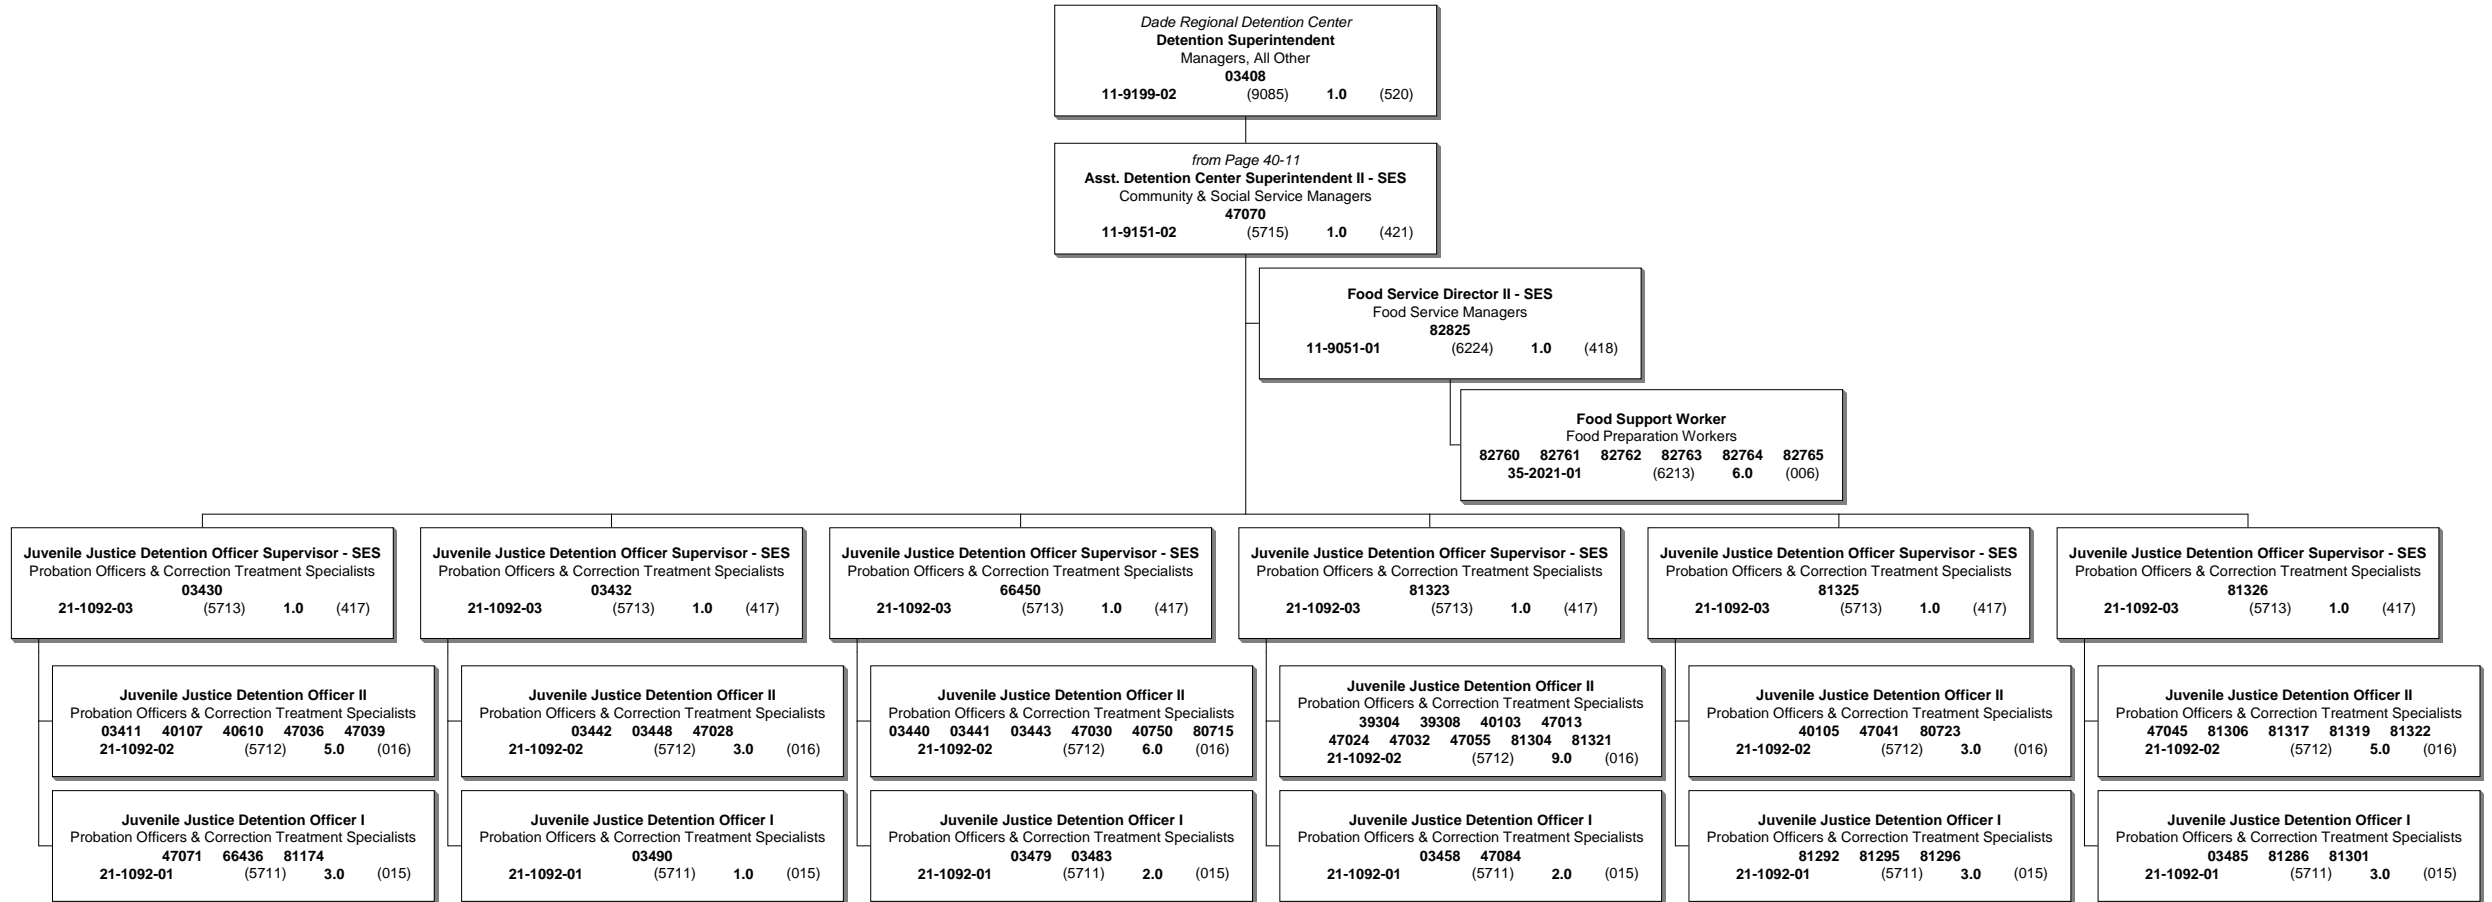 Dade Regional Detention Center
Detention Superintendent
Managers, All Other
03408
11-9199-02 (9085) 1.0 (520)
from Page 40-11
Asst. Detention Center Superintendent II - SES
Community & Social Service Managers
47070
11-9151-02 (5715) 1.0 (421)
Food Service Director II - SES
Food Service Managers
82825
11-9051-01 (6224) 1.0 (418)
Food Support Worker
Food Preparation Workers
82760 82761 82762 82763 82764 82765
35-2021-01 (6213) 6.0 (006)
Juvenile Justice Detention Officer Supervisor - SES
Probation Officers & Correction Treatment Specialists
03430
21-1092-03 (5713) 1.0 (417)
Juvenile Justice Detention Officer Supervisor - SES
Probation Officers & Correction Treatment Specialists
03432
21-1092-03 (5713) 1.0 (417)
Juvenile Justice Detention Officer Supervisor - SES
Probation Officers & Correction Treatment Specialists
66450
21-1092-03 (5713) 1.0 (417)
Juvenile Justice Detention Officer Supervisor - SES
Probation Officers & Correction Treatment Specialists
81323
21-1092-03 (5713) 1.0 (417)
Juvenile Justice Detention Officer Supervisor - SES
Probation Officers & Correction Treatment Specialists
81325
21-1092-03 (5713) 1.0 (417)
Juvenile Justice Detention Officer Supervisor - SES
Probation Officers & Correction Treatment Specialists
81326
21-1092-03 (5713) 1.0 (417)
Juvenile Justice Detention Officer II
Probation Officers & Correction Treatment Specialists
03411 40107 40610 47036 47039
21-1092-02 (5712) 5.0 (016)
Juvenile Justice Detention Officer II
Probation Officers & Correction Treatment Specialists
03442 03448 47028
21-1092-02 (5712) 3.0 (016)
Juvenile Justice Detention Officer II
Probation Officers & Correction Treatment Specialists
03440 03441 03443 47030 40750 80715
21-1092-02 (5712) 6.0 (016)
Juvenile Justice Detention Officer II
Probation Officers & Correction Treatment Specialists
39304 39308 40103 47013
47024 47032 47055 81304 81321
21-1092-02 (5712) 9.0 (016)
Juvenile Justice Detention Officer II
Probation Officers & Correction Treatment Specialists
40105 47041 80723
21-1092-02 (5712) 3.0 (016)
Juvenile Justice Detention Officer II
Probation Officers & Correction Treatment Specialists
47045 81306 81317 81319 81322
21-1092-02 (5712) 5.0 (016)
Juvenile Justice Detention Officer I
Probation Officers & Correction Treatment Specialists
47071 66436 81174
21-1092-01 (5711) 3.0 (015)
Juvenile Justice Detention Officer I
Probation Officers & Correction Treatment Specialists
03490
21-1092-01 (5711) 1.0 (015)
Juvenile Justice Detention Officer I
Probation Officers & Correction Treatment Specialists
03479 03483
21-1092-01 (5711) 2.0 (015)
Juvenile Justice Detention Officer I
Probation Officers & Correction Treatment Specialists
03458 47084
21-1092-01 (5711) 2.0 (015)
Juvenile Justice Detention Officer I
Probation Officers & Correction Treatment Specialists
81292 81295 81296
21-1092-01 (5711) 3.0 (015)
Juvenile Justice Detention Officer I
Probation Officers & Correction Treatment Specialists
03485 81286 81301
21-1092-01 (5711) 3.0 (015)